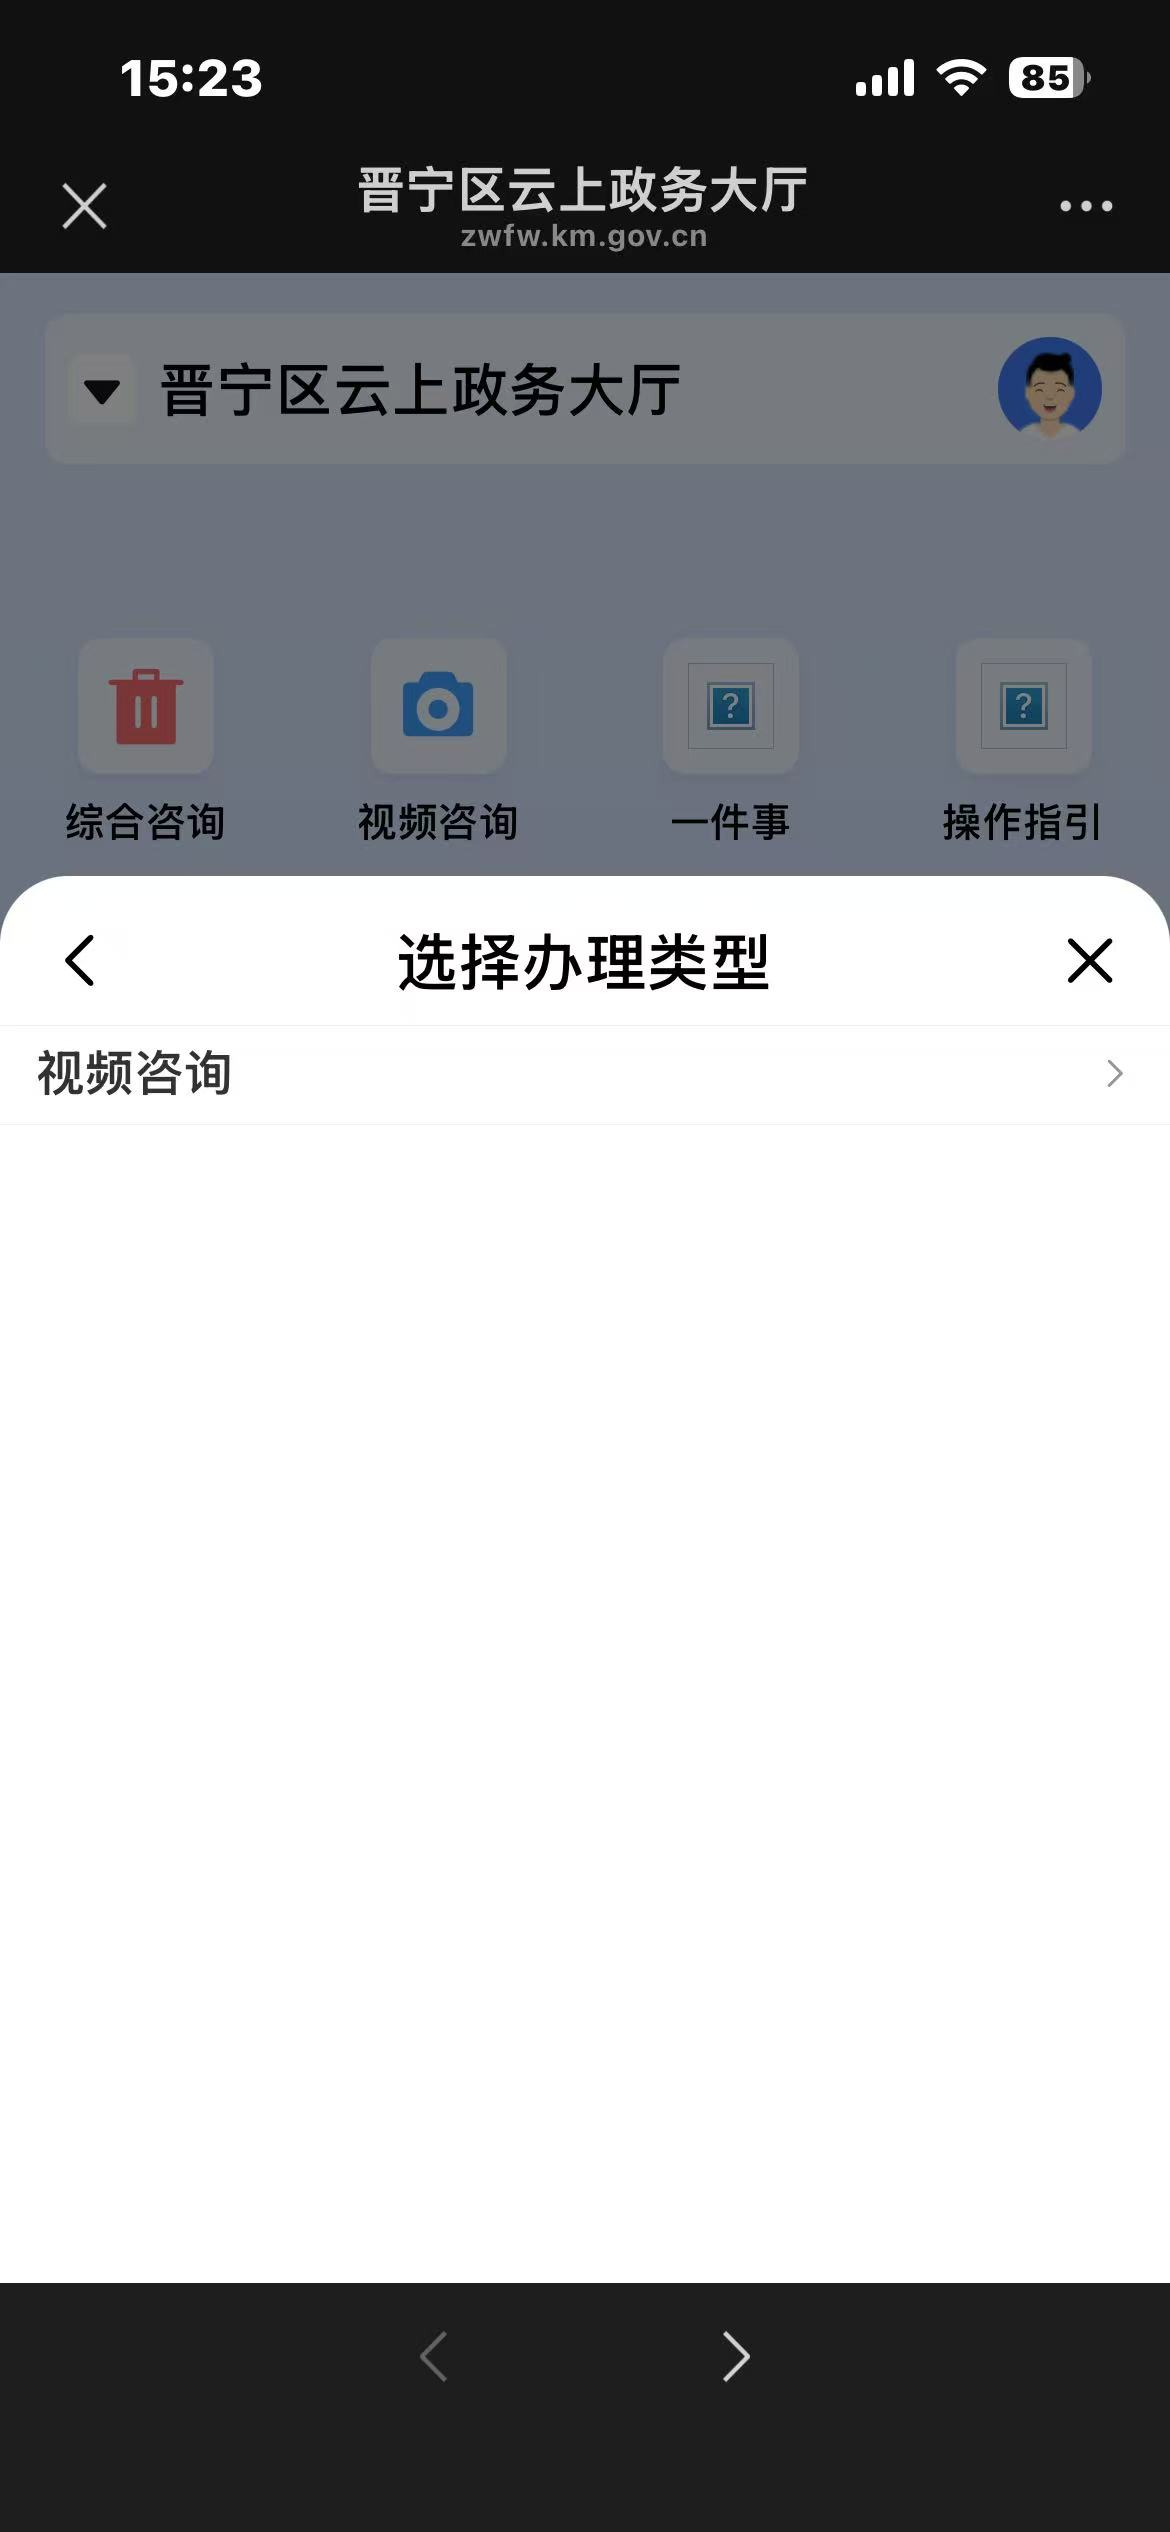 15:23
85
晋宁区云上政务大厅
zwfw.km.gov.cn
晋宁区云上政务大厅
综合咨询 视频咨询 一件事 操作指引
选择办理类型
视频咨询